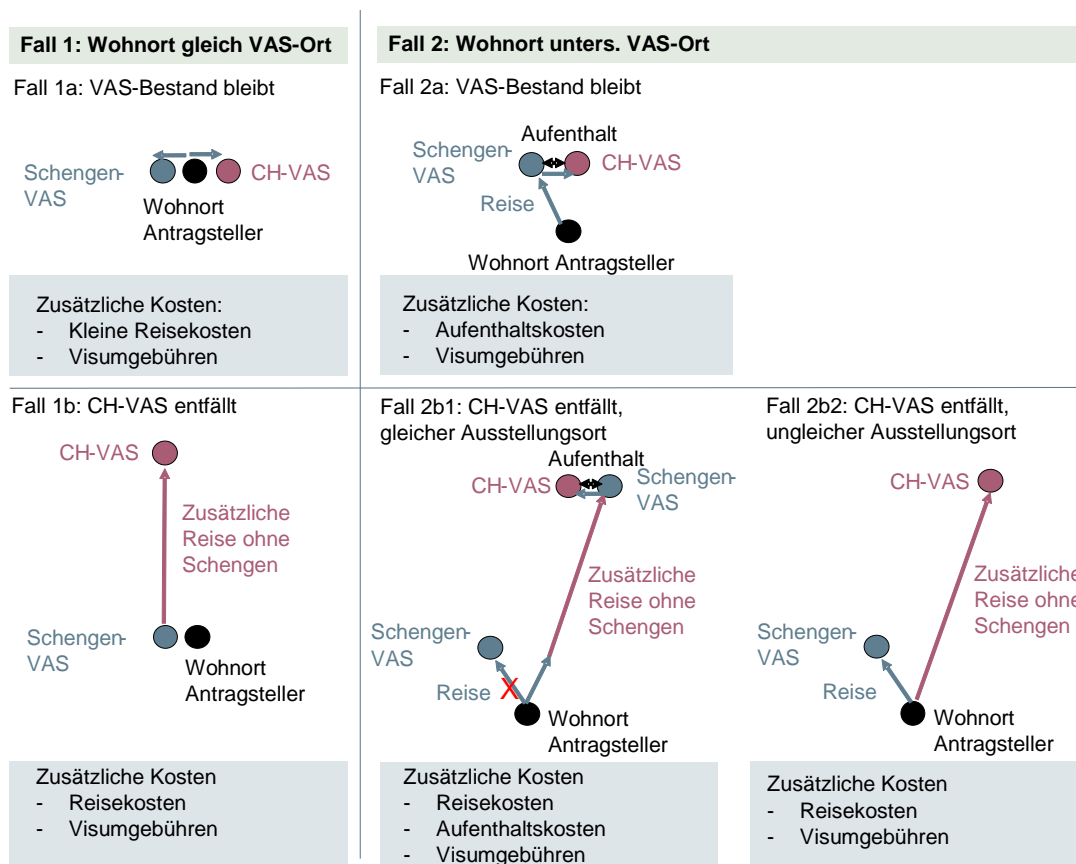 Fall 1: Wohnort gleich VAS-Ort
Fall 2: Wohnort unters. VAS-Ort
Fall 1a: VAS-Bestand bleibt
Schengen-
VAS
CH-VAS
Wohnort
Antragsteller
Zusätzliche Kosten:
- Kleine Reisekosten
- Visumgebühren
Fall 2a: VAS-Bestand bleibt
Aufenthalt
Schengen-
VAS
CH-VAS
Reise
Wohnort Antragsteller
Zusätzliche Kosten:
- Aufenthaltskosten
- Visumgebühren
Fall 1b: CH-VAS entfällt
CH-VAS
Zusätzliche
Reise ohne
Schengen
Schengen-
VAS
Wohnort
Antragsteller
Zusätzliche Kosten
- Reisekosten
- Visumgebühren
Fall 2b1: CH-VAS entfällt,
gleicher Ausstellungsort
Aufenthalt
CH-VAS
Schengen-
VAS
Zusätzliche
Reise ohne
Schengen
Schengen-
VAS
Reise
X
Wohnort
Antragsteller
Zusätzliche Kosten
- Reisekosten
- Aufenthaltskosten
- Visumgebühren
Fall 2b2: CH-VAS entfällt,
ungleicher Ausstellungsort
CH-VAS
Zusätzliche
Reise ohne
Schengen
Schengen-
VAS
Reise
Wohnort
Antragsteller
Zusätzliche Kosten
- Reisekosten
- Visumgebühren